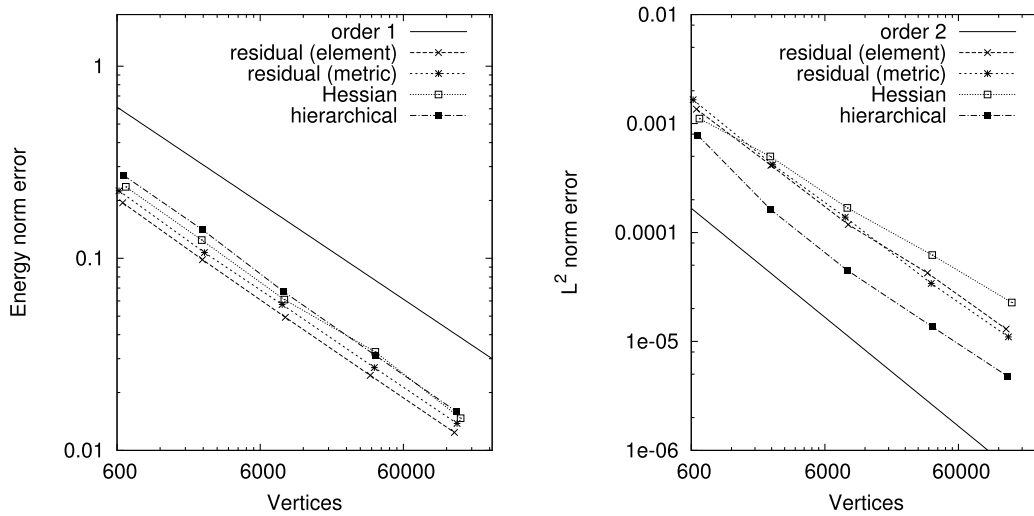 1
0.1
0.01
600
6000
60000
Energy norm error
Vertices
order 1
residual (element)
residual (metric)
Hessian
hierarchical
0.01
0.001
0.0001
1e-05
1e-06
600
6000
60000
L² norm error
Vertices
order 2
residual (element)
residual (metric)
Hessian
hierarchical